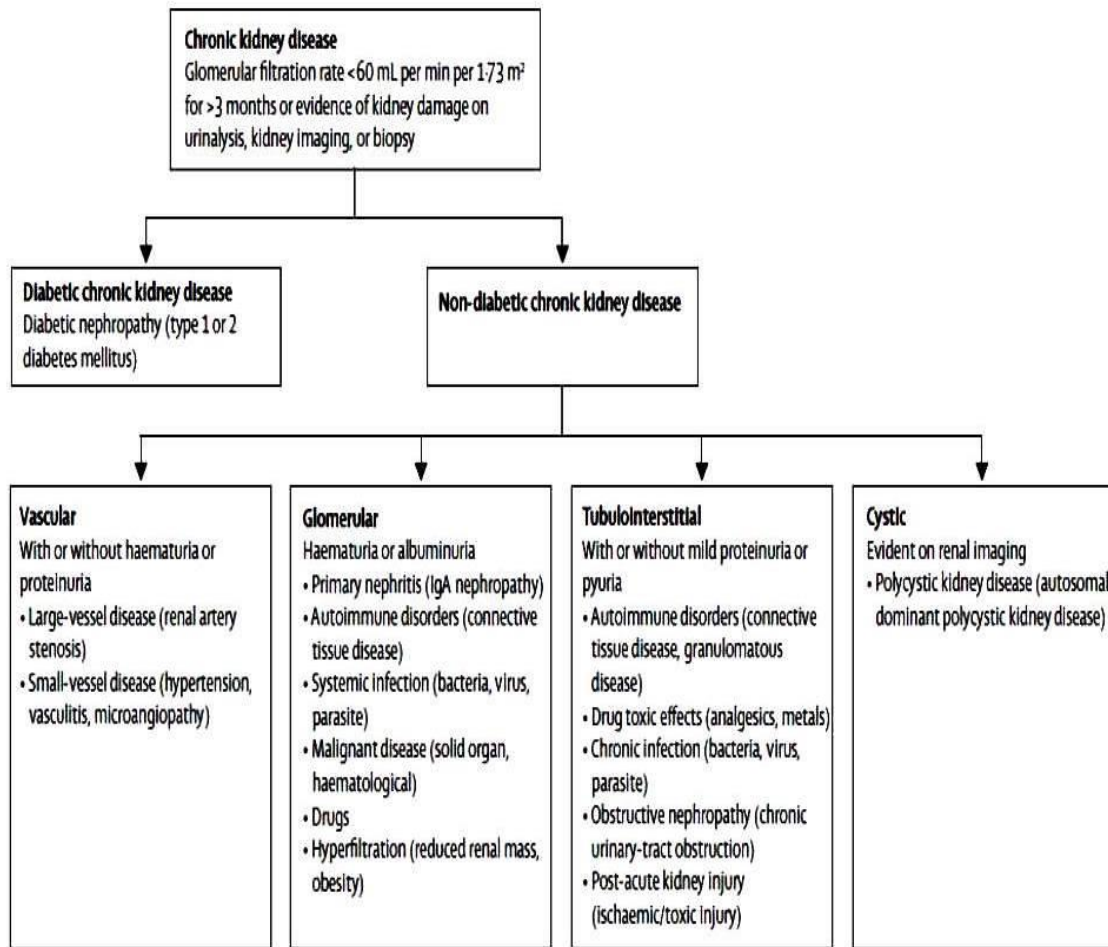 Chronic kidney disease
Glomerular filtration rate <60 mL per min per 1·73 m²
for >3 months or evidence of kidney damage on
urinalysis, kidney imaging, or biopsy
Diabetic chronic kidney disease
Diabetic nephropathy (type 1 or 2
diabetes mellitus)
Non-diabetic chronic kidney disease
Vascular
With or without haematuria or
proteinuria
• Large-vessel disease (renal artery
stenosis)
• Small-vessel disease (hypertension,
vasculitis, microangiopathy)
Glomerular
Haematuria or albuminuria
• Primary nephritis (IgA nephropathy)
• Autoimmune disorders (connective
tissue disease)
• Systemic infection (bacteria, virus,
parasite)
• Malignant disease (solid organ,
haematological)
• Drugs
• Hyperfiltration (reduced renal mass,
obesity)
Tubulointerstitial
With or without mild proteinuria or
pyuria
• Autoimmune disorders (connective
tissue disease, granulomatous
disease)
• Drug toxic effects (analgesics, metals)
• Chronic infection (bacteria, virus,
parasite)
• Obstructive nephropathy (chronic
urinary-tract obstruction)
• Post-acute kidney injury
(ischaemic/toxic injury)
Cystic
Evident on renal imaging
• Polycystic kidney disease (autosomal
dominant polycystic kidney disease)